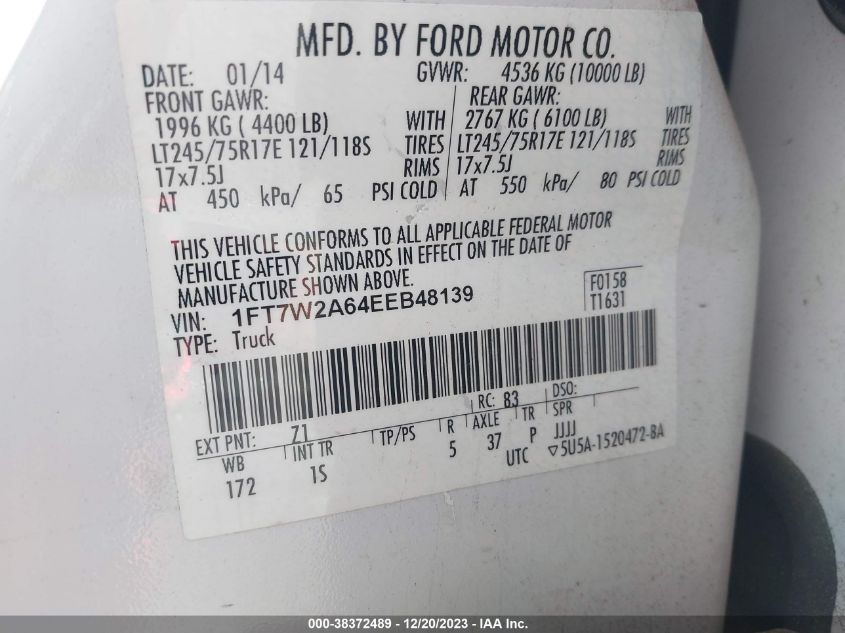 MFD. BY FORD MOTOR CO.
DATE: 01/14 GVWR: 4536 KG (10000 LB)
FRONT GAWR: REAR GAWR:
1996 KG ( 4400 LB) WITH 2767 KG ( 6100 LB) WITH
LT245/75R17E 121/118S TIRES LT245/75R17E 121/118S TIRES
17x7.5J RIMS 17x7.5J RIMS
AT 450 kPa/ 65 PSI COLD AT 550 kPa/ 80 PSI COLD
THIS VEHICLE CONFORMS TO ALL APPLICABLE FEDERAL MOTOR
VEHICLE SAFETY STANDARDS IN EFFECT ON THE DATE OF
MANUFACTURE SHOWN ABOVE.
VIN: 1FT7W2A64EEB48139 F0158
TYPE: Truck T1631
EXT PNT: Z1 RC: 83 DSO:
WB INT TR TP/PS R AXLE TR SPR
172 1S 5 37 P JJJJ
UTC ▽5U5A-1520472-BA
000-38372489 - 12/20/2023 - IAA Inc.